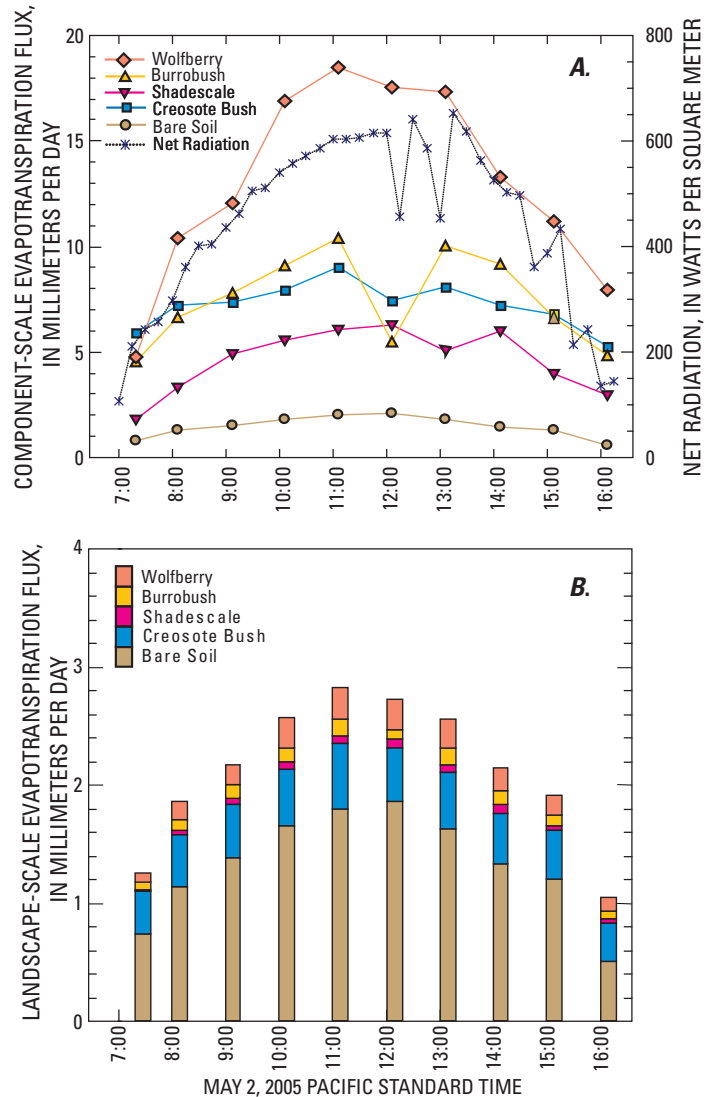 COMPONENT-SCALE EVAPOTRANSPIRATION FLUX,
IN MILLIMETERS PER DAY
20
15
10
5
0
Wolfberry
Burrobush
Shadescale
Creosote Bush
Bare Soil
Net Radiation
A.
800
600
400
200
0
NET RADIATION, IN WATTS PER SQUARE METER
7:00
8:00
9:00
10:00
11:00
12:00
13:00
14:00
15:00
16:00
LANDSCAPE-SCALE EVAPOTRANSPIRATION FLUX,
IN MILLIMETERS PER DAY
4
3
2
1
0
Wolfberry
Burrobush
Shadescale
Creosote Bush
Bare Soil
B.
7:00
8:00
9:00
10:00
11:00
12:00
13:00
14:00
15:00
16:00
MAY 2, 2005 PACIFIC STANDARD TIME